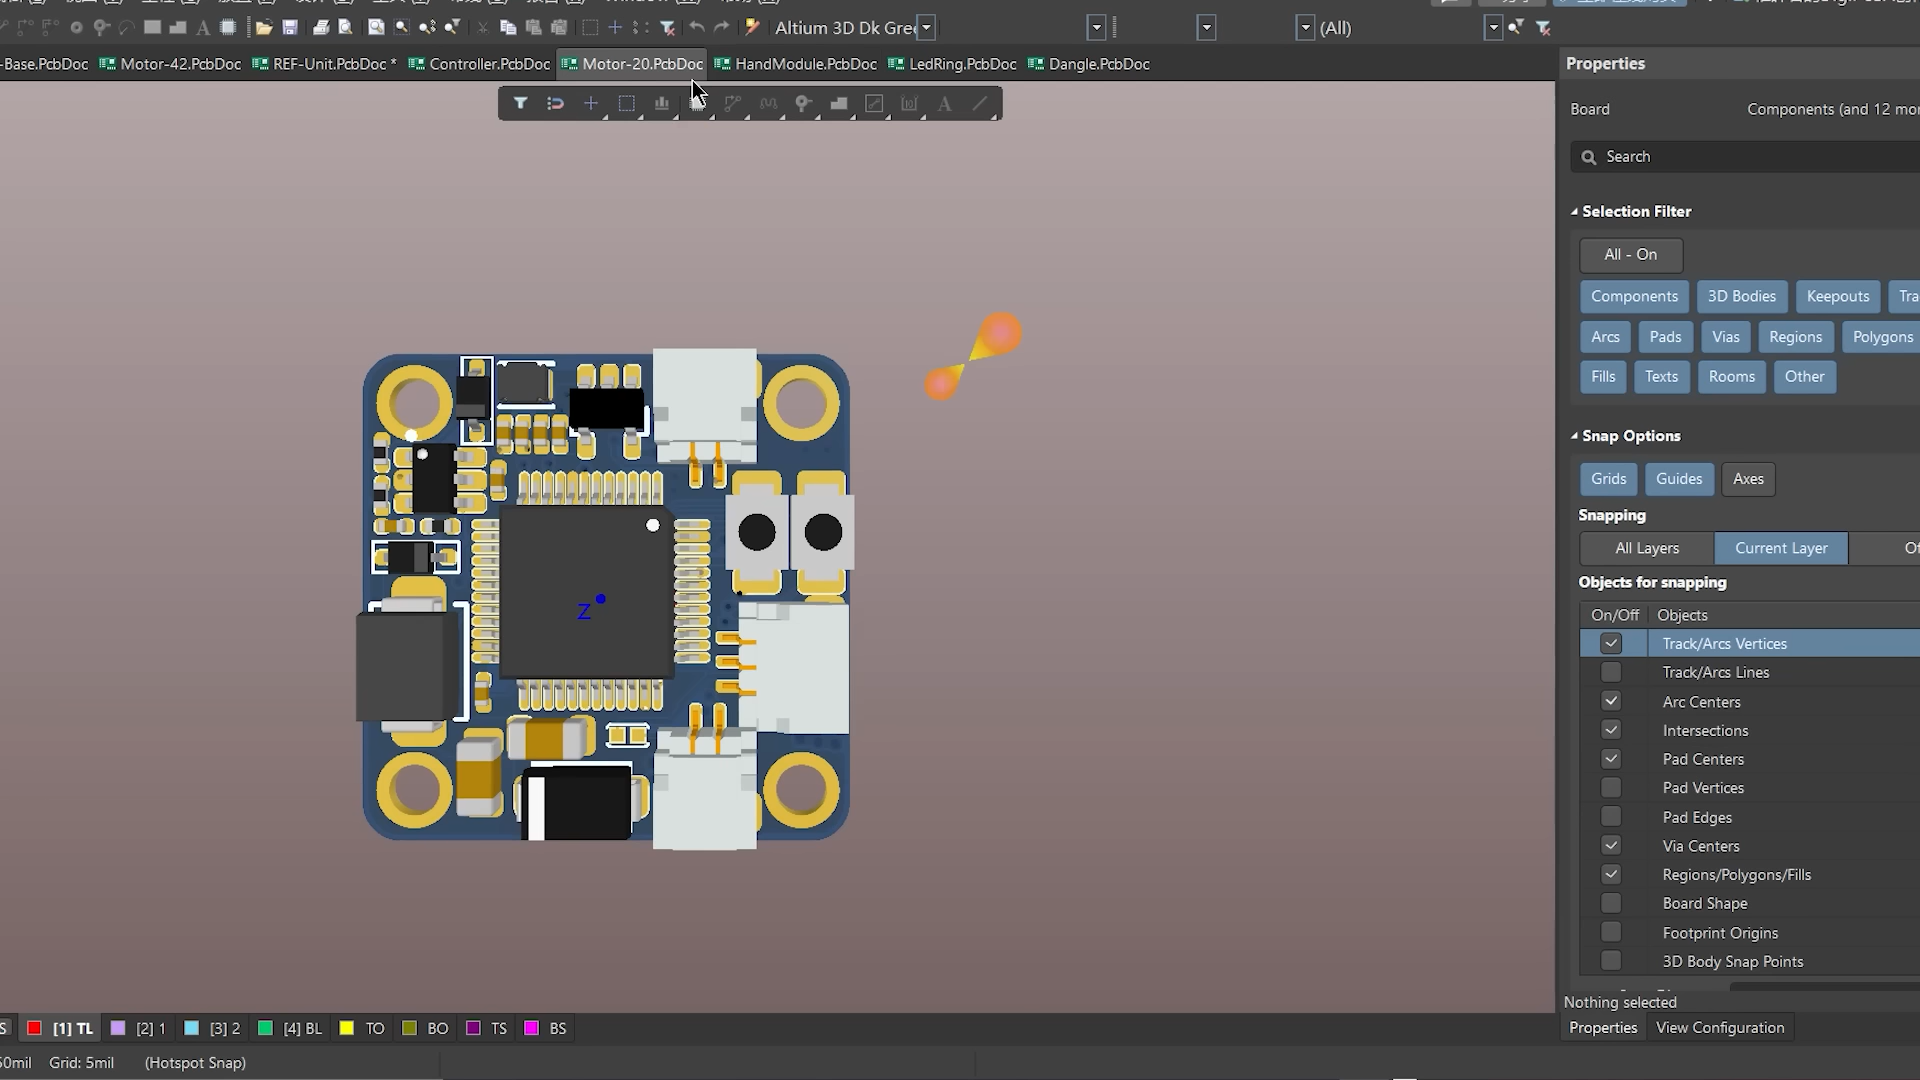 Altium 3D Dk Gree
(All)
-Base.PcbDoc
Motor-42.PcbDoc
REF-Unit.PcbDoc *
Controller.PcbDoc
Motor-20.PcbDoc
HandModule.PcbDoc
LedRing.PcbDoc
Dangle.PcbDoc
Properties
Board
Components (and 12 mor
Search
Selection Filter
All - On
Components
3D Bodies
Keepouts
Tra
Arcs
Pads
Vias
Regions
Polygons
Fills
Texts
Rooms
Other
Snap Options
Grids
Guides
Axes
Snapping
All Layers
Current Layer
Of
Objects for snapping
On/Off
Objects
Track/Arcs Vertices
Track/Arcs Lines
Arc Centers
Intersections
Pad Centers
Pad Vertices
Pad Edges
Via Centers
Regions/Polygons/Fills
Board Shape
Footprint Origins
3D Body Snap Points
Nothing selected
Properties
View Configuration
Z
S
[1] TL
[2] 1
[3] 2
[4] BL
TO
BO
TS
BS
50mil
Grid: 5mil
(Hotspot Snap)